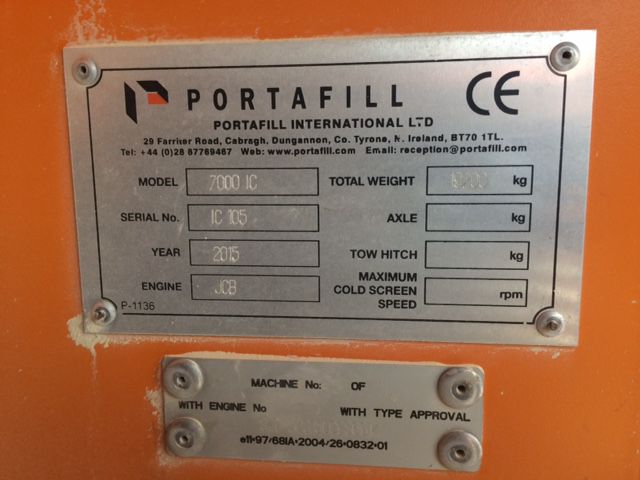 PORTAFILL CE
PORTAFILL INTERNATIONAL LTD
29 Farriser Road, Cabragh, Dungannon, Co. Tyrone, N. Ireland, BT70 1TL.
Tel: +44 (0)28 87769467 Web: www.portafill.com Email: reception@portafill.com
MODEL 7000 IC TOTAL WEIGHT kg
SERIAL No. IC 105 AXLE kg
YEAR 2015 TOW HITCH kg
ENGINE JCB MAXIMUM COLD SCREEN SPEED rpm
P-1136
MACHINE No: OF
WITH ENGINE No WITH TYPE APPROVAL
e11*97/68IA*2004/26*0832*01